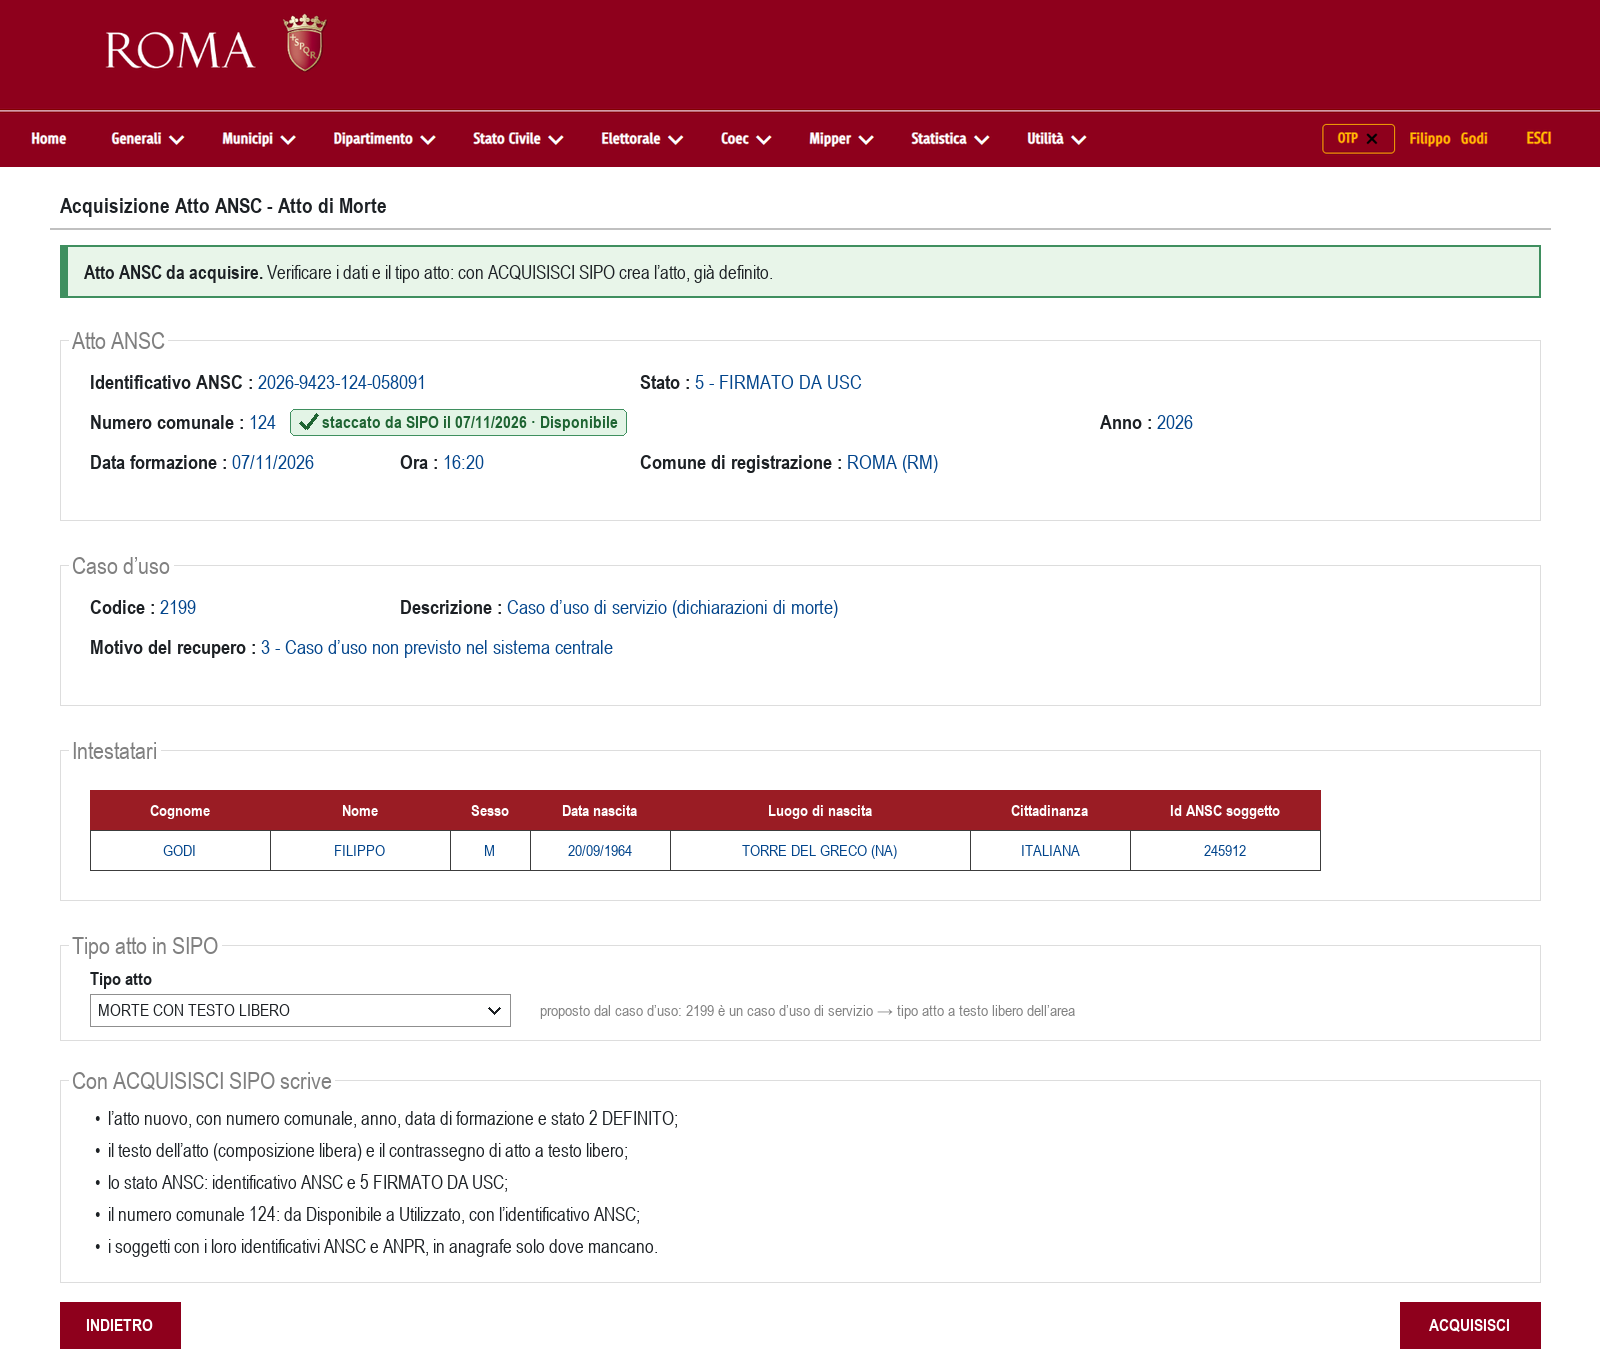 ROMA
SPQR
Home Generali Municipi Dipartimento Stato Civile Elettorale Coec Mipper Statistica Utilità OTP Filippo Godi ESCI
Acquisizione Atto ANSC - Atto di Morte
Atto ANSC da acquisire. Verificare i dati e il tipo atto: con ACQUISISCI SIPO crea l’atto, già definito.
Atto ANSC
Identificativo ANSC : 2026-9423-124-058091 Stato : 5 - FIRMATO DA USC
Numero comunale : 124 staccato da SIPO il 07/11/2026 · Disponibile Anno : 2026
Data formazione : 07/11/2026 Ora : 16:20 Comune di registrazione : ROMA (RM)
Caso d’uso
Codice : 2199 Descrizione : Caso d’uso di servizio (dichiarazioni di morte)
Motivo del recupero : 3 - Caso d’uso non previsto nel sistema centrale
Intestatari
Cognome Nome Sesso Data nascita Luogo di nascita Cittadinanza Id ANSC soggetto
GODI FILIPPO M 20/09/1964 TORRE DEL GRECO (NA) ITALIANA 245912
Tipo atto in SIPO
Tipo atto
MORTE CON TESTO LIBERO proposto dal caso d’uso: 2199 è un caso d’uso di servizio → tipo atto a testo libero dell’area
Con ACQUISISCI SIPO scrive
• l’atto nuovo, con numero comunale, anno, data di formazione e stato 2 DEFINITO;
• il testo dell’atto (composizione libera) e il contrassegno di atto a testo libero;
• lo stato ANSC: identificativo ANSC e 5 FIRMATO DA USC;
• il numero comunale 124: da Disponibile a Utilizzato, con l’identificativo ANSC;
• i soggetti con i loro identificativi ANSC e ANPR, in anagrafe solo dove mancano.
INDIETRO ACQUISISCI